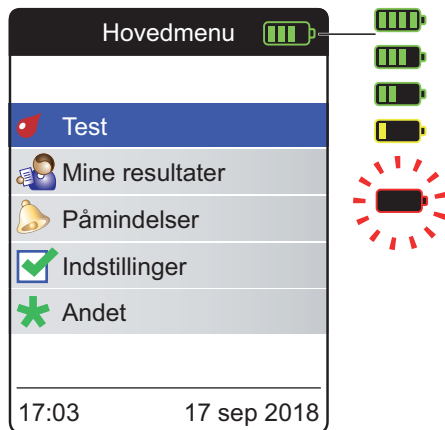 Hovedmenu
Test
Mine resultater
Påmindelser
Indstillinger
Andet
17:03 17 sep 2018